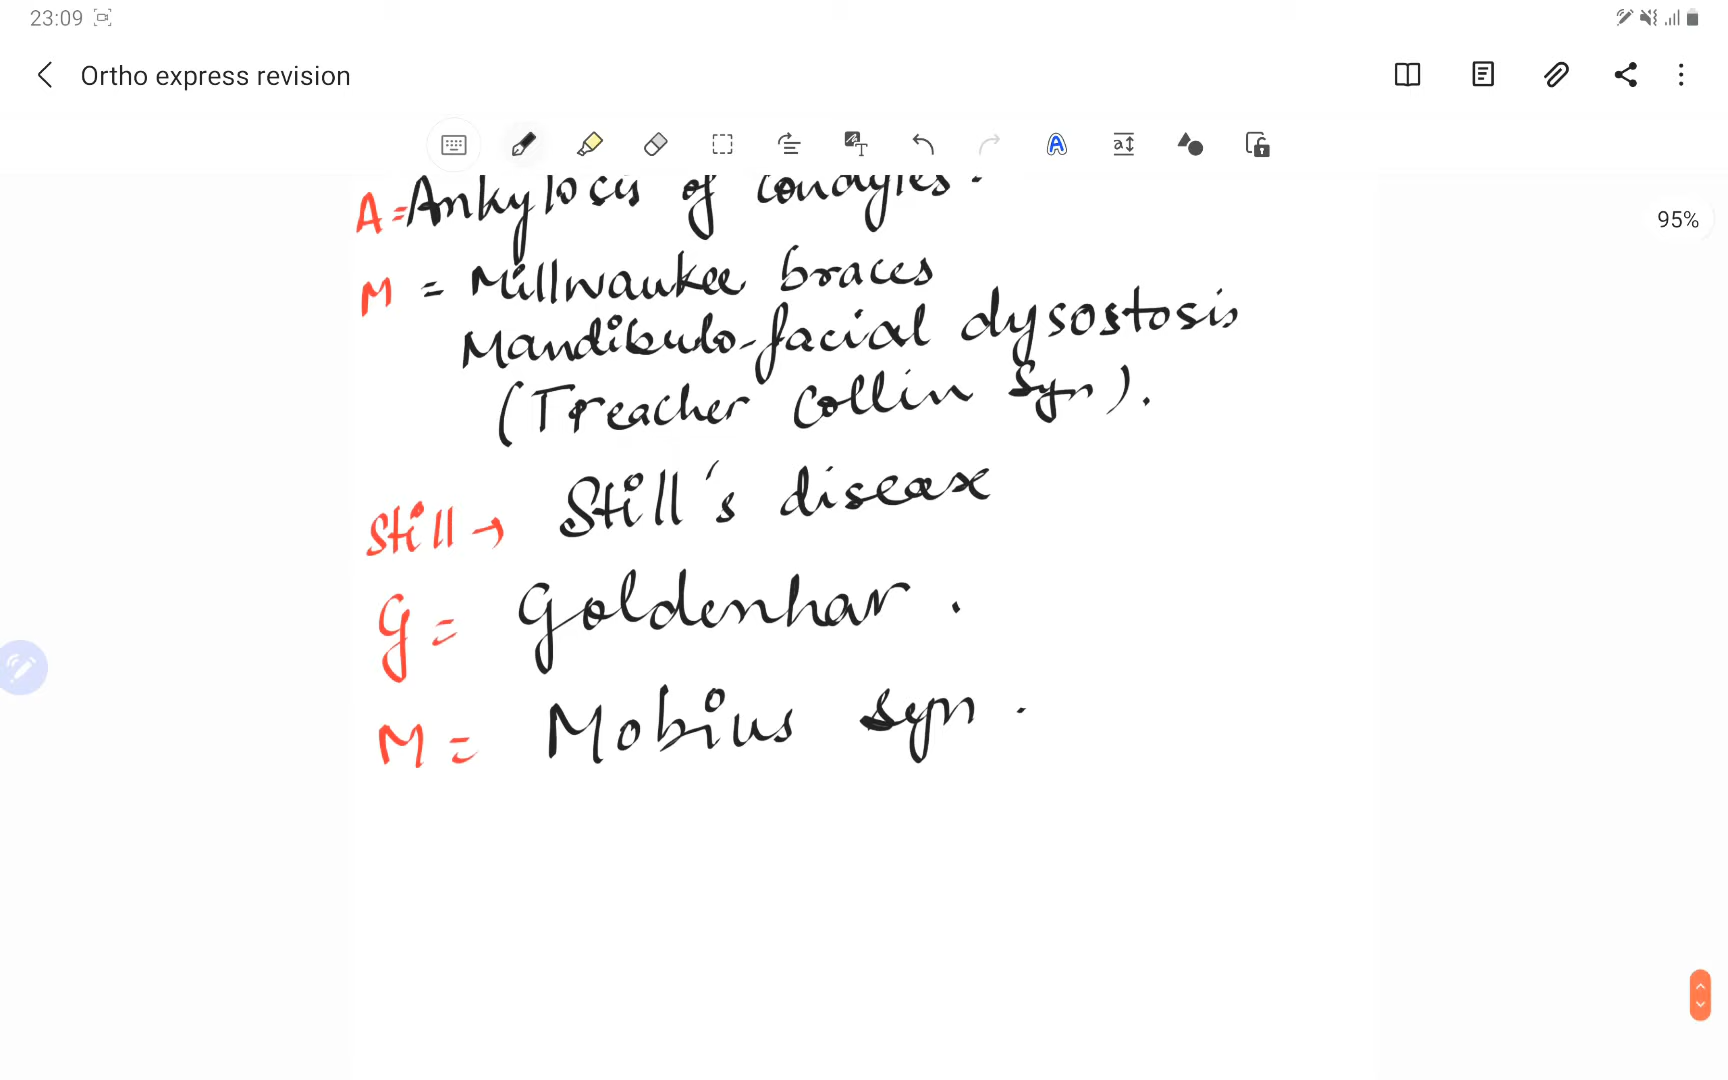 23:09
Ortho express revision
95%
A=Ankylocis of condyles.
M = Millwaukee braces
Mandibulo-facial dysostosis
(Treacher Collin Syn).
Still → Still's disease
G = Goldenhar.
M = Mobius syn.